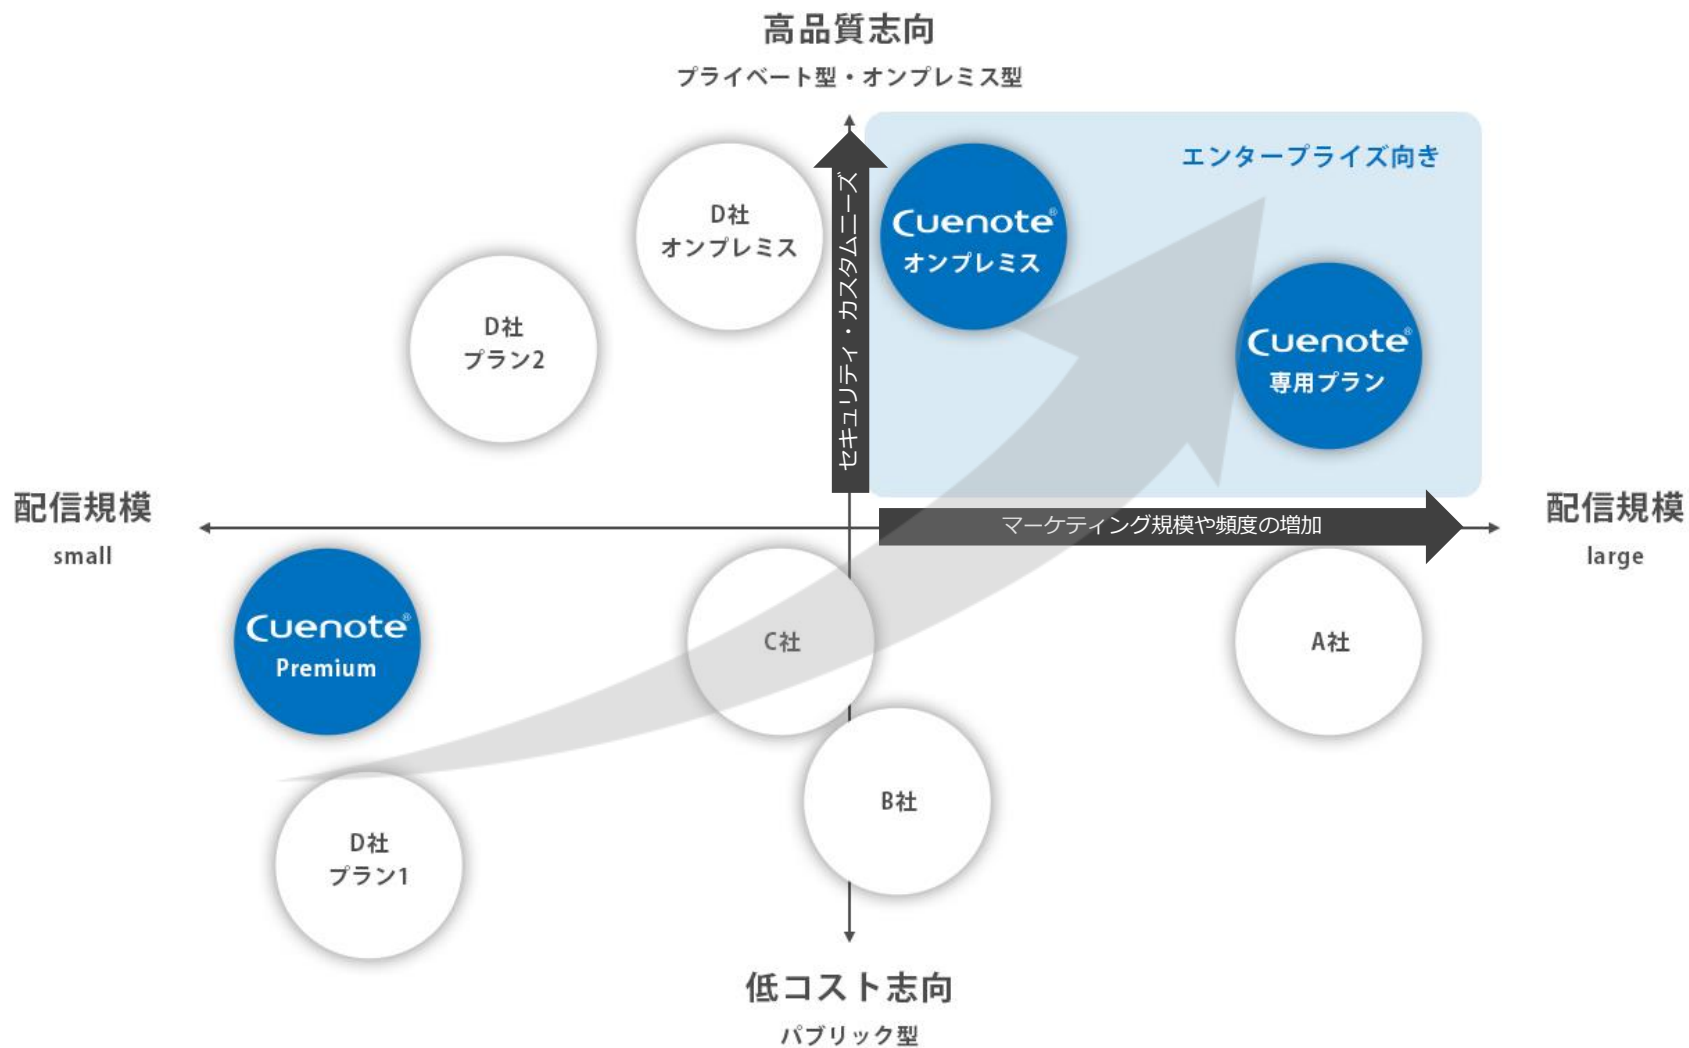 高品質志向
プライベート型・オンプレミス型
エンタープライズ向き
D社
オンプレミス
Cuenote®
オンプレミス
セキュリティ・カスタムニーズ
D社
プラン2
Cuenote®
専用プラン
配信規模
small
マーケティング規模や頻度の増加
配信規模
large
Cuenote®
Premium
C社
A社
B社
D社
プラン1
低コスト志向
パブリック型